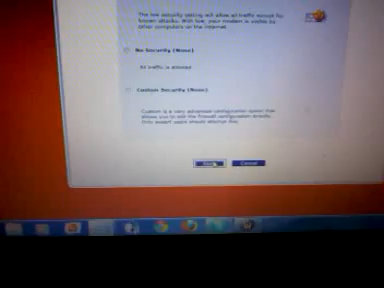 The low security setting will allow all traffic except for
known attacks. With low, your modem is visible to
other computers on the Internet.
No Security (None)
All traffic is allowed
Custom Security (None)
Custom is a very advanced configuration option that
allows you to edit the firewall configuration directly.
Only expert users should attempt this.
Cancel